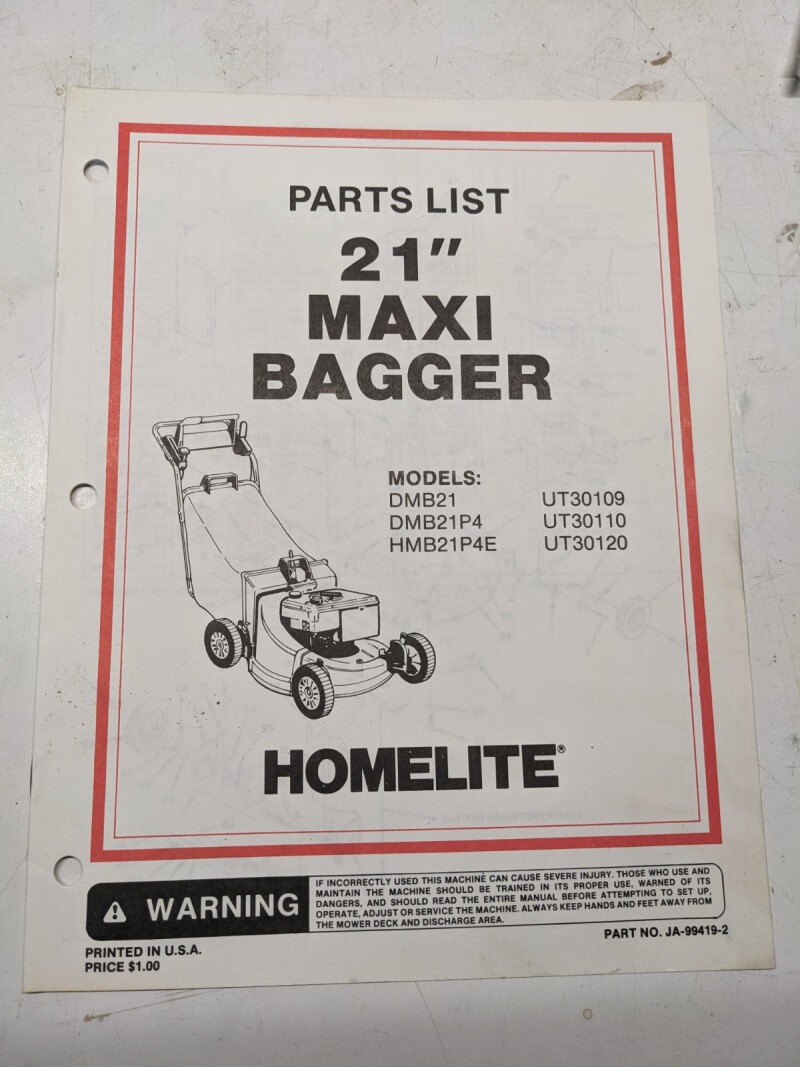 PARTS LIST
21"
MAXI
BAGGER
MODELS:
DMB21 UT30109
DMB21P4 UT30110
HMB21P4E UT30120
HOMELITE®
WARNING
IF INCORRECTLY USED THIS MACHINE CAN CAUSE SEVERE INJURY. THOSE WHO USE AND
MAINTAIN THE MACHINE SHOULD BE TRAINED IN ITS PROPER USE, WARNED OF ITS
DANGERS, AND SHOULD READ THE ENTIRE MANUAL BEFORE ATTEMPTING TO SET UP,
OPERATE, ADJUST OR SERVICE THE MACHINE. ALWAYS KEEP HANDS AND FEET AWAY FROM
THE MOWER DECK AND DISCHARGE AREA.
PART NO. JA-99419-2
PRINTED IN U.S.A.
PRICE $1.00